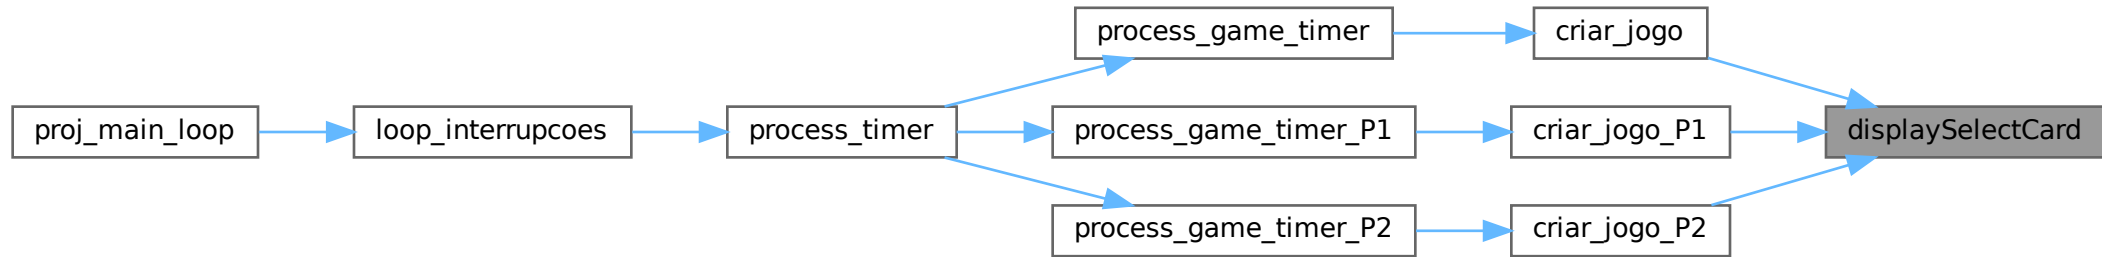 process_game_timer
criar_jogo
proj_main_loop
loop_interrupcoes
process_timer
process_game_timer_P1
criar_jogo_P1
displaySelectCard
process_game_timer_P2
criar_jogo_P2